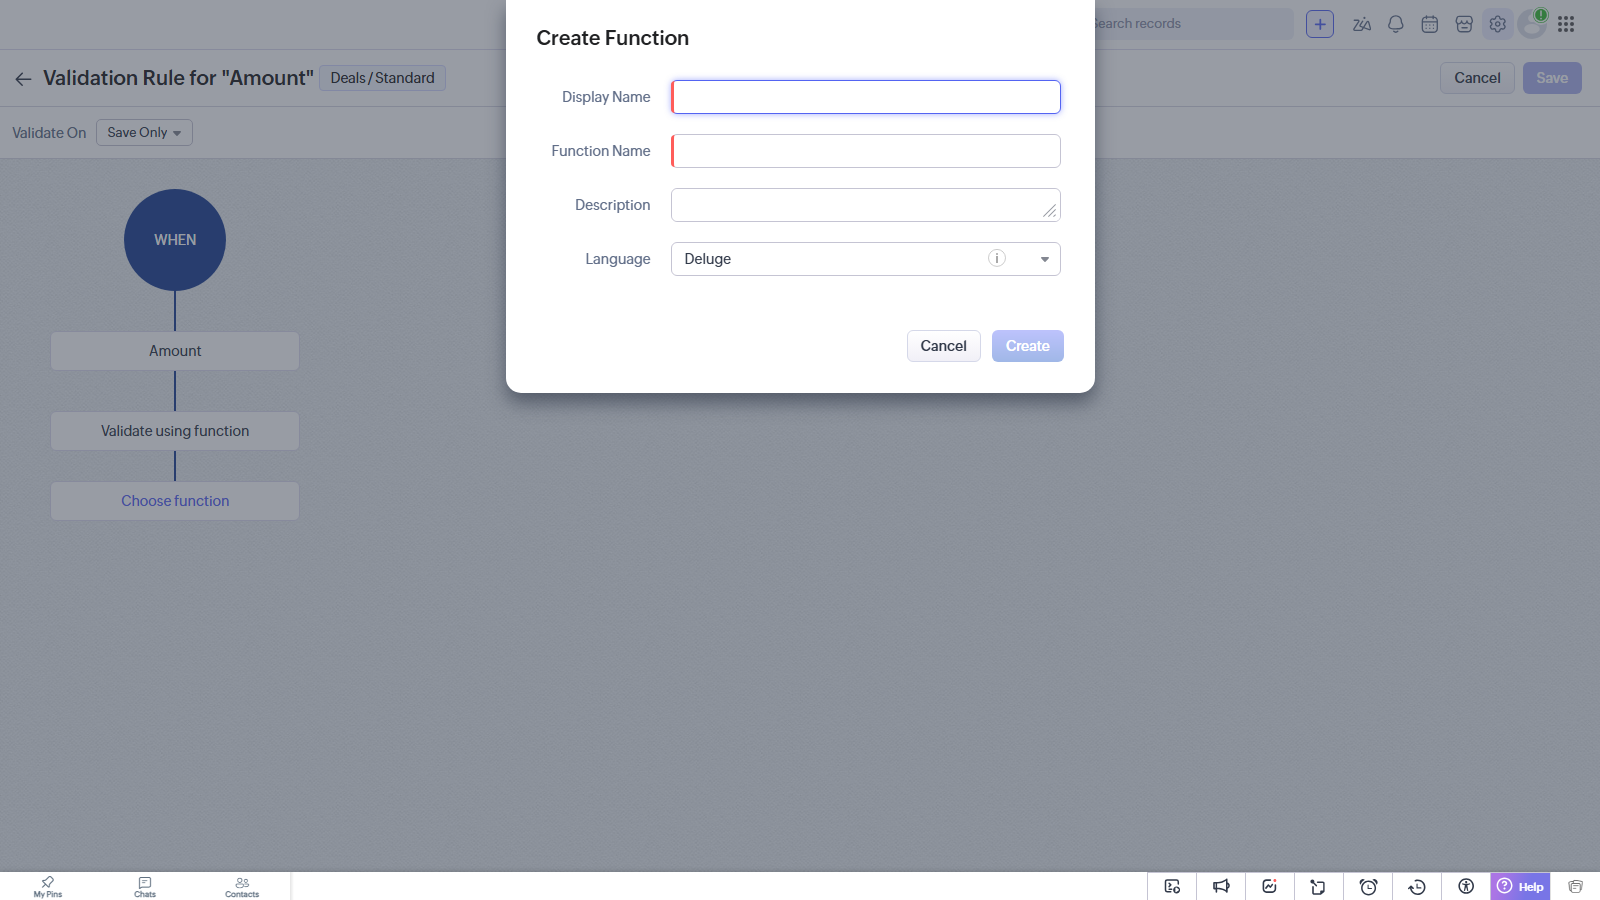 Create Function
Search records
Validation Rule for "Amount"
Deals / Standard
Cancel
Save
Display Name
Validate On
Save Only
Function Name
Description
WHEN
Language
Deluge
Cancel
Create
Amount
Validate using function
Choose function
My Pins
Chats
Contacts
Help